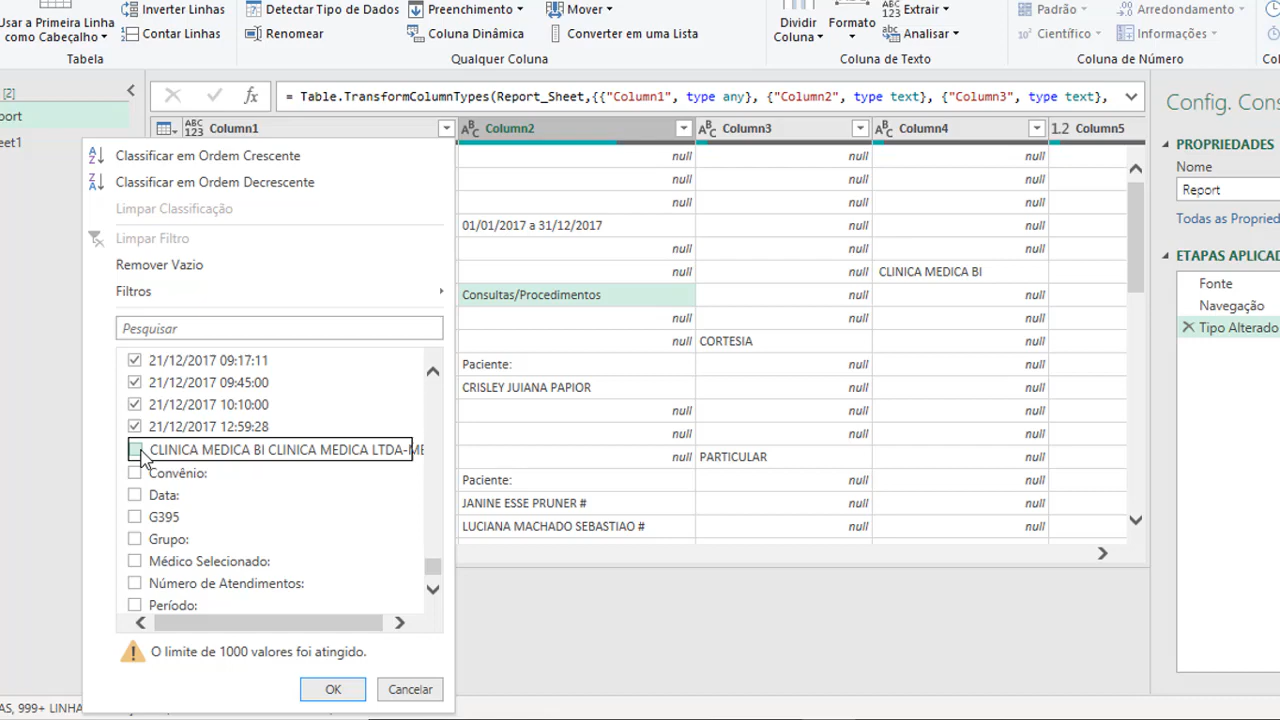 Inverter Linhas
Detectar Tipo de Dados
Preenchimento
Mover
Extrair
Padrão
Arredondamento
Usar a Primeira Linha
como Cabeçalho
Contar Linhas
Renomear
Coluna Dinâmica
Converter em uma Lista
Dividir
Coluna
Formato
Analisar
Científico
Informações
Tabela
Qualquer Coluna
Coluna de Texto
Coluna de Número
[2]
= Table.TransformColumnTypes(Report_Sheet,{{"Column1", type any}, {"Column2", type text}, {"Column3", type text},
Column1
Column2
Column3
Column4
1.2 Column5
Classificar em Ordem Crescente
Classificar em Ordem Decrescente
Limpar Classificação
Limpar Filtro
Remover Vazio
Filtros
Pesquisar
21/12/2017 09:17:11
21/12/2017 09:45:00
21/12/2017 10:10:00
21/12/2017 12:59:28
CLINICA MEDICA BI CLINICA MEDICA LTDA-ME
Convênio:
Data:
G395
Grupo:
Médico Selecionado:
Número de Atendimentos:
Período:
O limite de 1000 valores foi atingido.
OK
Cancelar
null null null
null null null
null null null
01/01/2017 a 31/12/2017 null null
null null null
null null CLINICA MEDICA BI
Consultas/Procedimentos null null
null null null
null CORTESIA null
Paciente: null null
CRISLEY JUIANA PAPIOR null null
null null null
null null null
null PARTICULAR null
Paciente: null null
JANINE ESSE PRUNER # null null
LUCIANA MACHADO SEBASTIAO # null null
Config. Cons
PROPRIEDADES
Nome
Report
Todas as Propried
ETAPAS APLICAD
Fonte
Navegação
Tipo Alterado
AS, 999+ LINHA